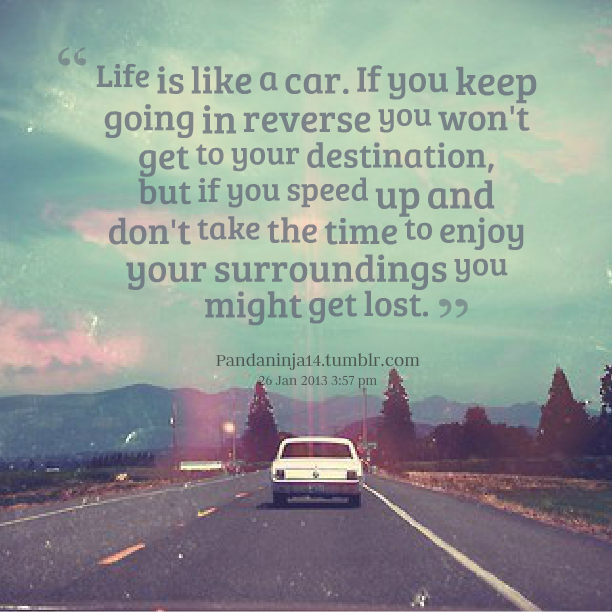 “ Life is like a car. If you keep
going in reverse you won't
get to your destination,
but if you speed up and
don't take the time to enjoy
your surroundings you
might get lost. ”
Pandaninja14.tumblr.com
26 Jan 2013 3:57 pm